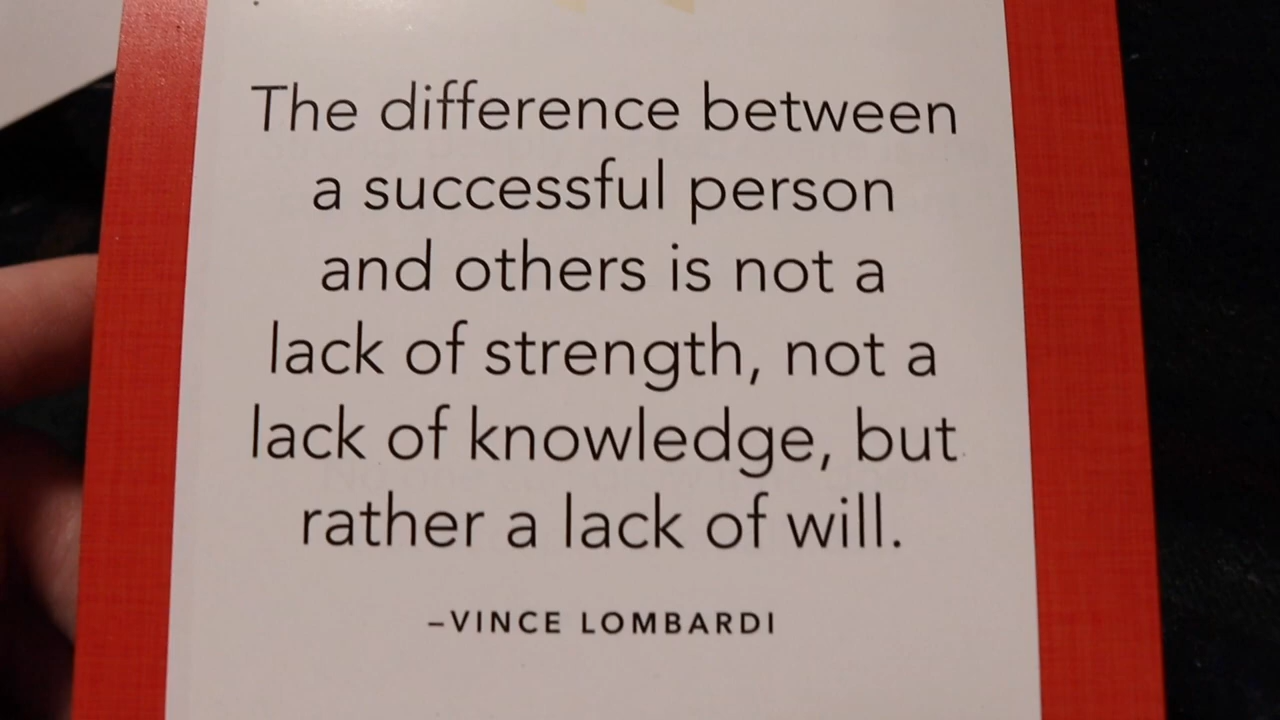 The difference between
a successful person
and others is not a
lack of strength, not a
lack of knowledge, but
rather a lack of will.
–VINCE LOMBARDI